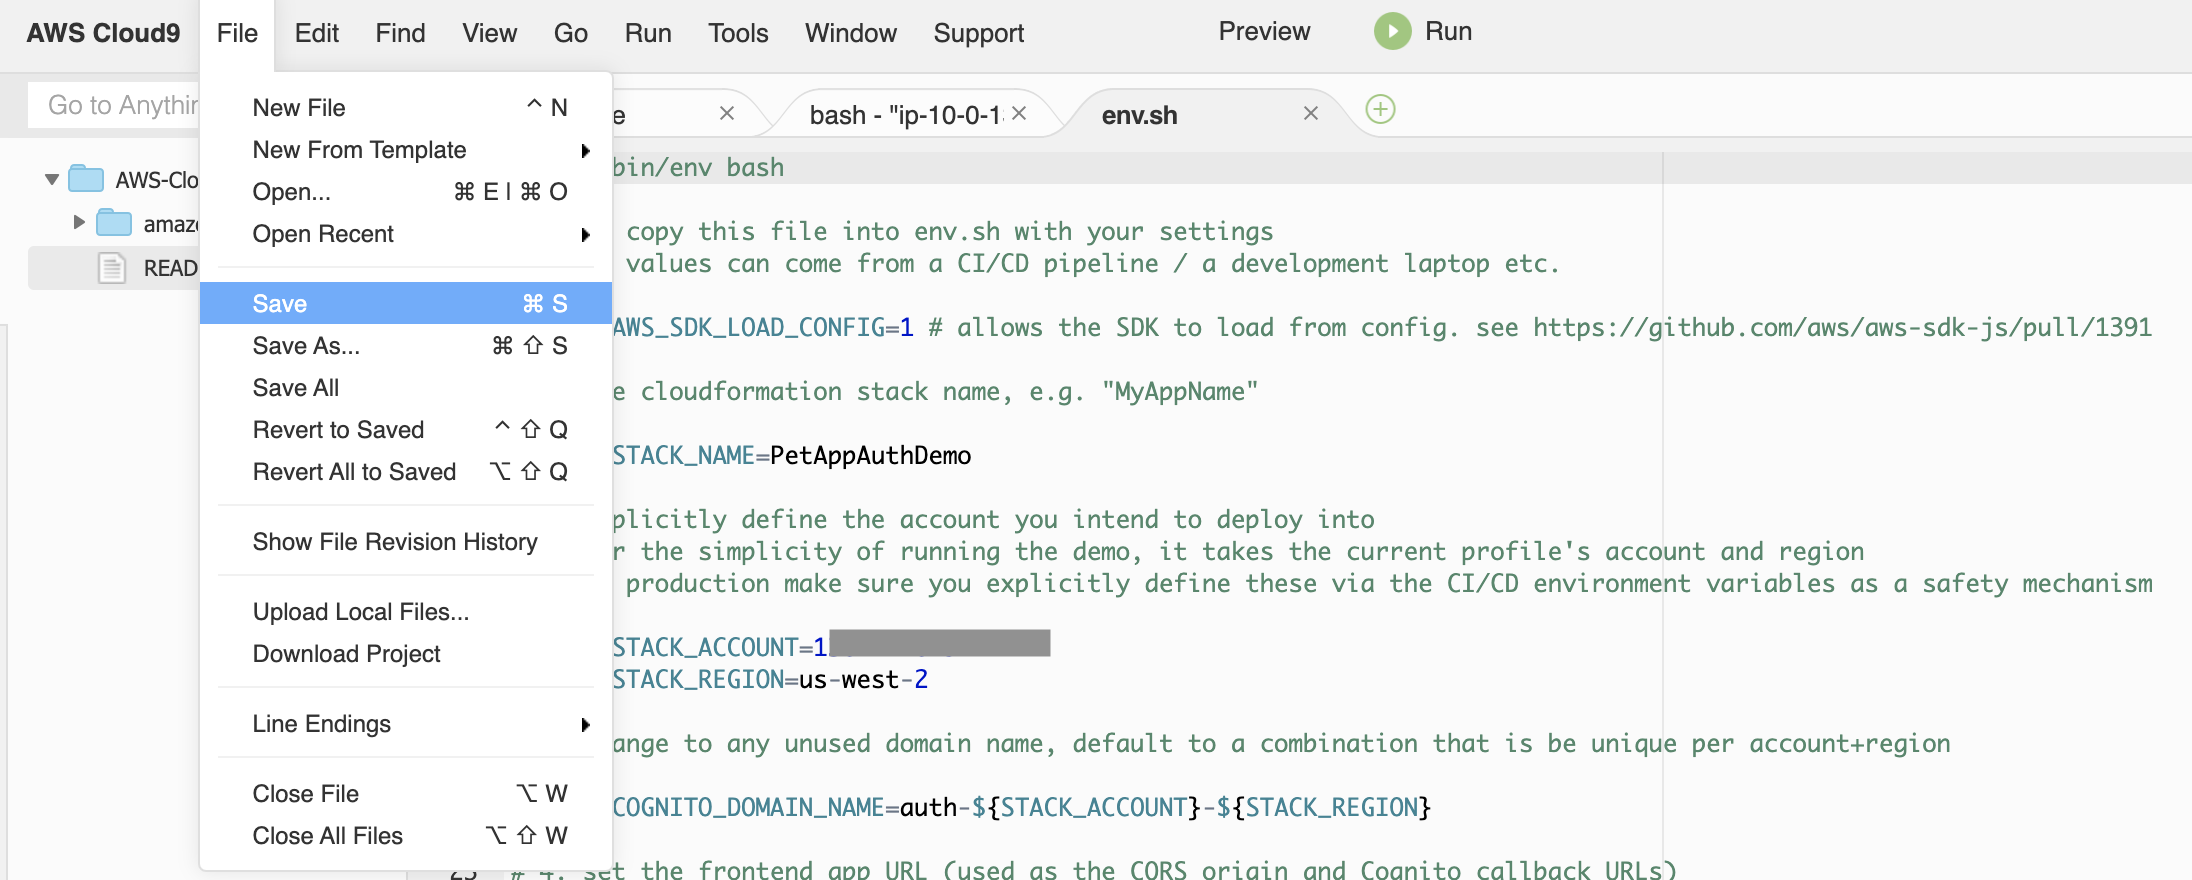 AWS Cloud9 File Edit Find View Go Run Tools Window Support Preview Run
Go to Anythin
AWS-Clo
amaz
READ
New File ^ N
New From Template
Open... ⌘ E | ⌘ O
Open Recent
Save ⌘ S
Save As... ⌘ ⇧ S
Save All
Revert to Saved ^ ⇧ Q
Revert All to Saved ⌥ ⇧ Q
Show File Revision History
Upload Local Files...
Download Project
Line Endings
Close File ⌥ W
Close All Files ⌥ ⇧ W
e bash - "ip-10-0-1 env.sh
bin/env bash
copy this file into env.sh with your settings
values can come from a CI/CD pipeline / a development laptop etc.
AWS_SDK_LOAD_CONFIG=1 # allows the SDK to load from config. see https://github.com/aws/aws-sdk-js/pull/1391
e cloudformation stack name, e.g. "MyAppName"
STACK_NAME=PetAppAuthDemo
plicitly define the account you intend to deploy into
r the simplicity of running the demo, it takes the current profile's account and region
production make sure you explicitly define these via the CI/CD environment variables as a safety mechanism
STACK_ACCOUNT=1
STACK_REGION=us-west-2
ange to any unused domain name, default to a combination that is be unique per account+region
COGNITO_DOMAIN_NAME=auth-${STACK_ACCOUNT}-${STACK_REGION}
# 4. set the frontend app URL (used as the CORS origin and Cognito callback URLs)